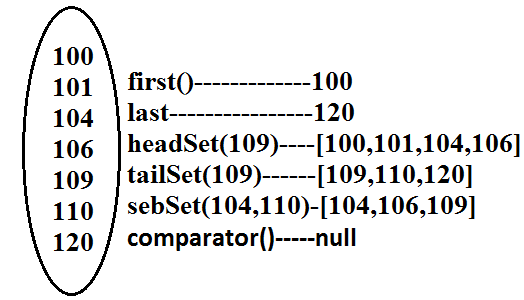 100
101
104
106
109
110
120
first()-------------100
last----------------120
headSet(109)----[100,101,104,106]
tailSet(109)------[109,110,120]
sebSet(104,110)-[104,106,109]
comparator()-----null